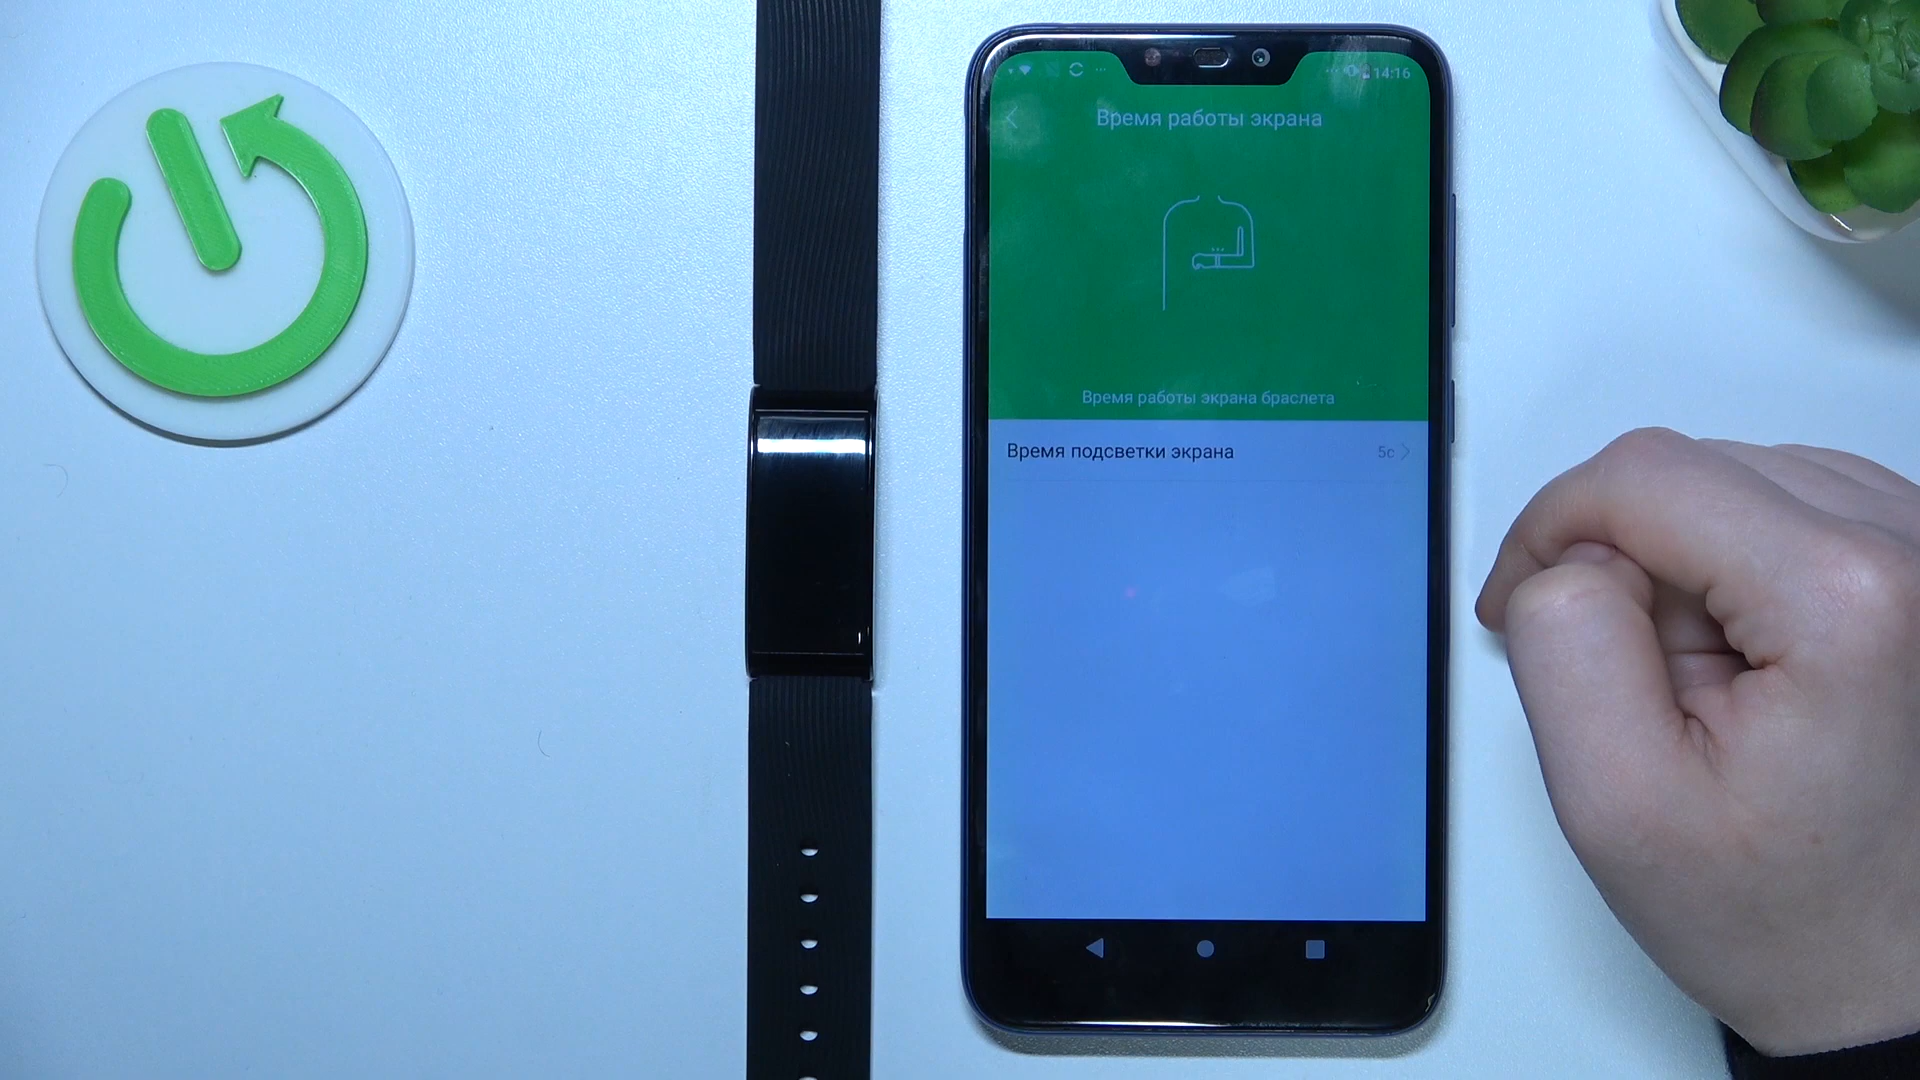 14:16
Время работы экрана
Время работы экрана браслета
Время подсветки экрана 5с